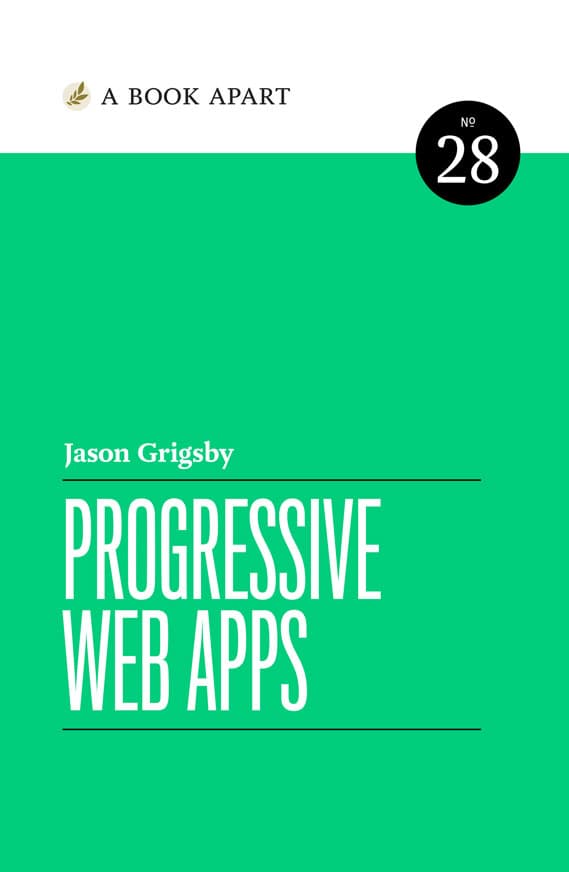 A BOOK APART
Nº
28
Jason Grigsby
PROGRESSIVE
WEB APPS